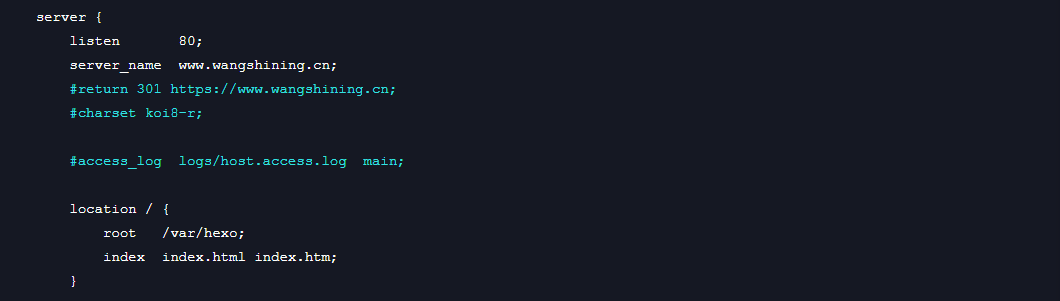 server {
listen       80;
server_name  www.wangshining.cn;
#return 301 https://www.wangshining.cn;
#charset koi8-r;
#access_log  logs/host.access.log  main;
location / {
root   /var/hexo;
index  index.html index.htm;
}